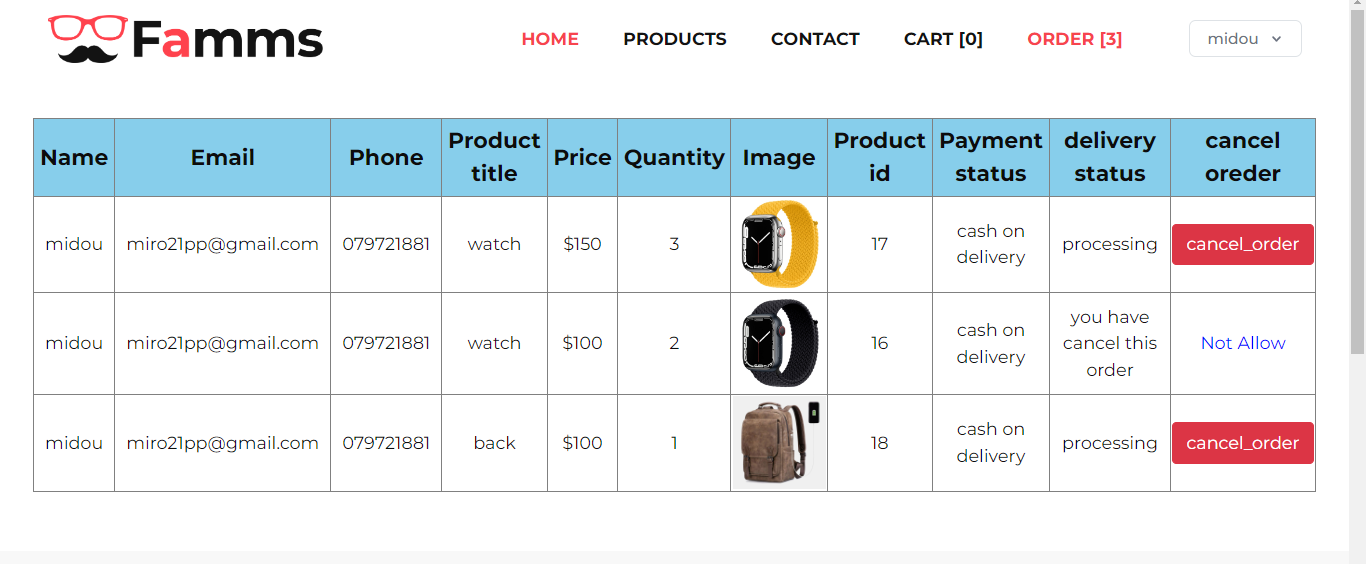 Famms
HOME PRODUCTS CONTACT CART [0] ORDER [3] midou
Name Email Phone Product title Price Quantity Image Product id Payment status delivery status cancel oreder
midou miro21pp@gmail.com 079721881 watch $150 3 17 cash on delivery processing cancel_order
midou miro21pp@gmail.com 079721881 watch $100 2 16 cash on delivery you have cancel this order Not Allow
midou miro21pp@gmail.com 079721881 back $100 1 18 cash on delivery processing cancel_order